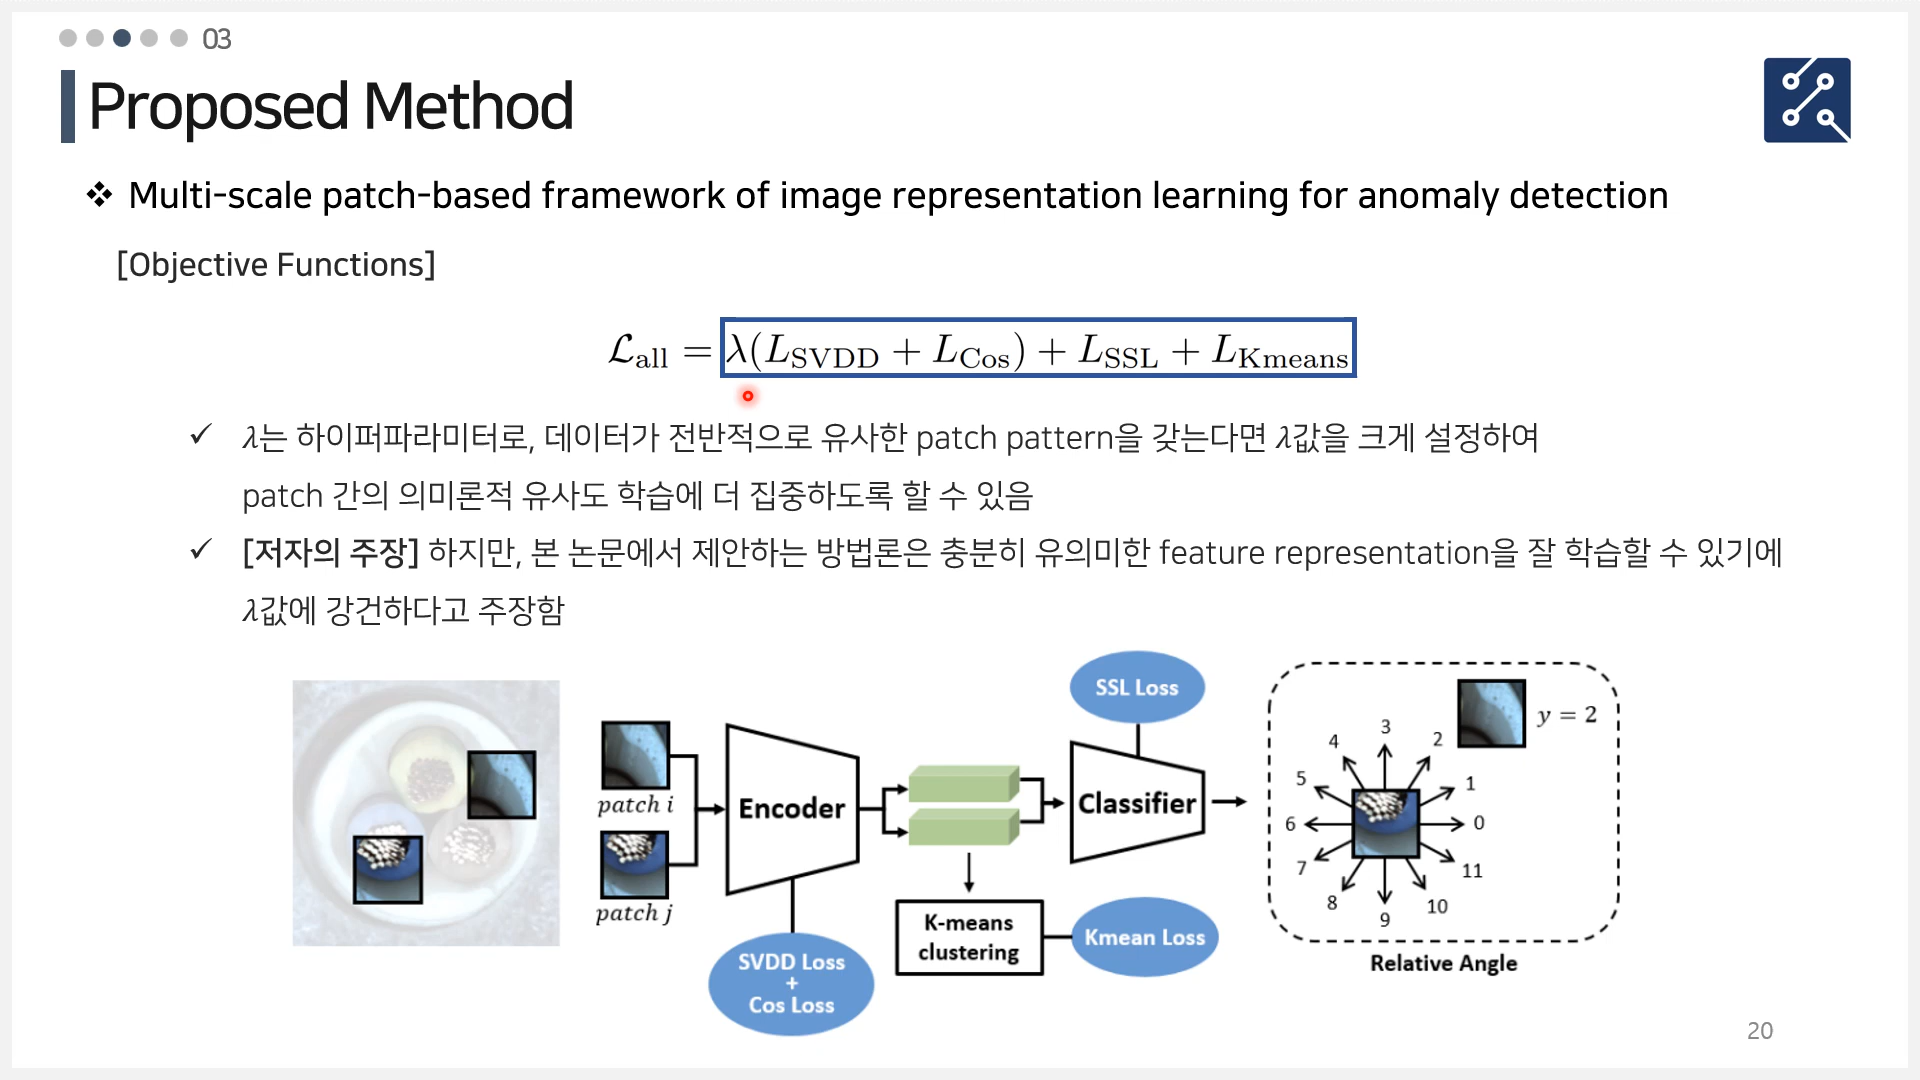 03
Proposed Method
❖ Multi-scale patch-based framework of image representation learning for anomaly detection
[Objective Functions]
ℒ_all = λ(L_SVDD + L_Cos) + L_SSL + L_Kmeans
✓ λ는 하이퍼파라미터로, 데이터가 전반적으로 유사한 patch pattern을 갖는다면 λ값을 크게 설정하여
patch 간의 의미론적 유사도 학습에 더 집중하도록 할 수 있음
✓ [저자의 주장] 하지만, 본 논문에서 제안하는 방법론은 충분히 유의미한 feature representation을 잘 학습할 수 있기에
λ값에 강건하다고 주장함
patch i
patch j
Encoder
SVDD Loss
+
Cos Loss
K-means
clustering
Kmean Loss
SSL Loss
Classifier
y = 2
3
2
4
1
5
0
6
11
7
10
8
9
Relative Angle
20